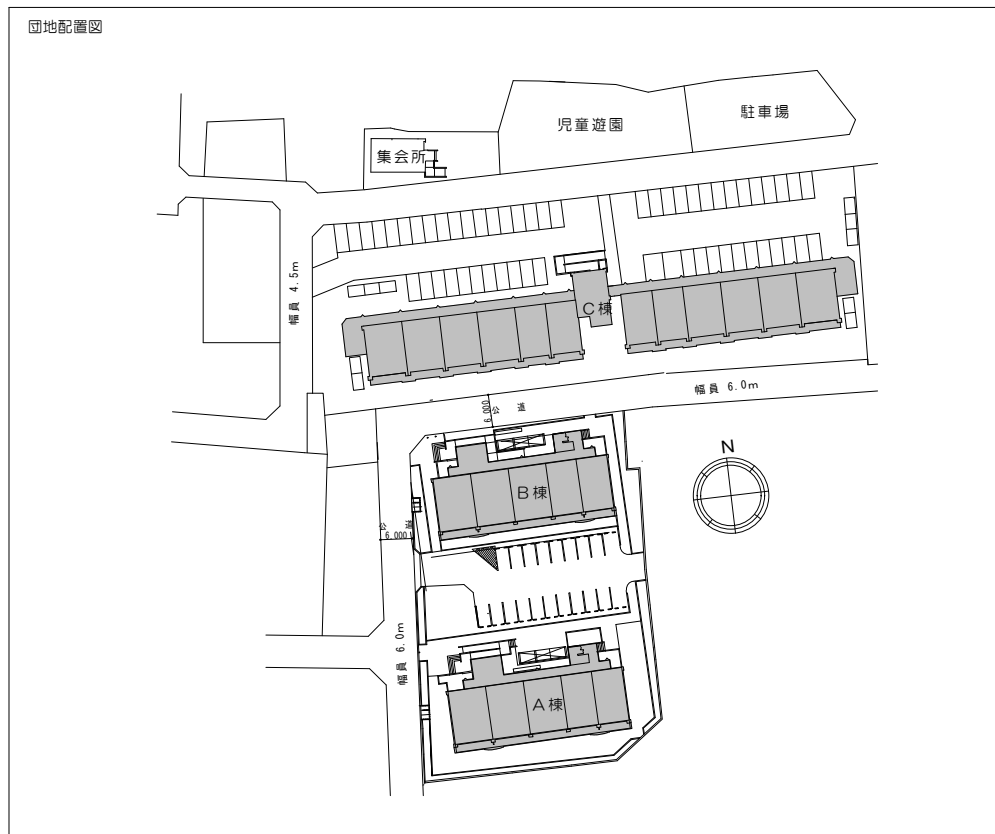 団地配置図
駐車場
児童遊園
集会所
幅員 4.5m
C棟
幅員 6.0m
6.000
公道
N
B棟
公道
6.000
幅員 6.0m
A棟